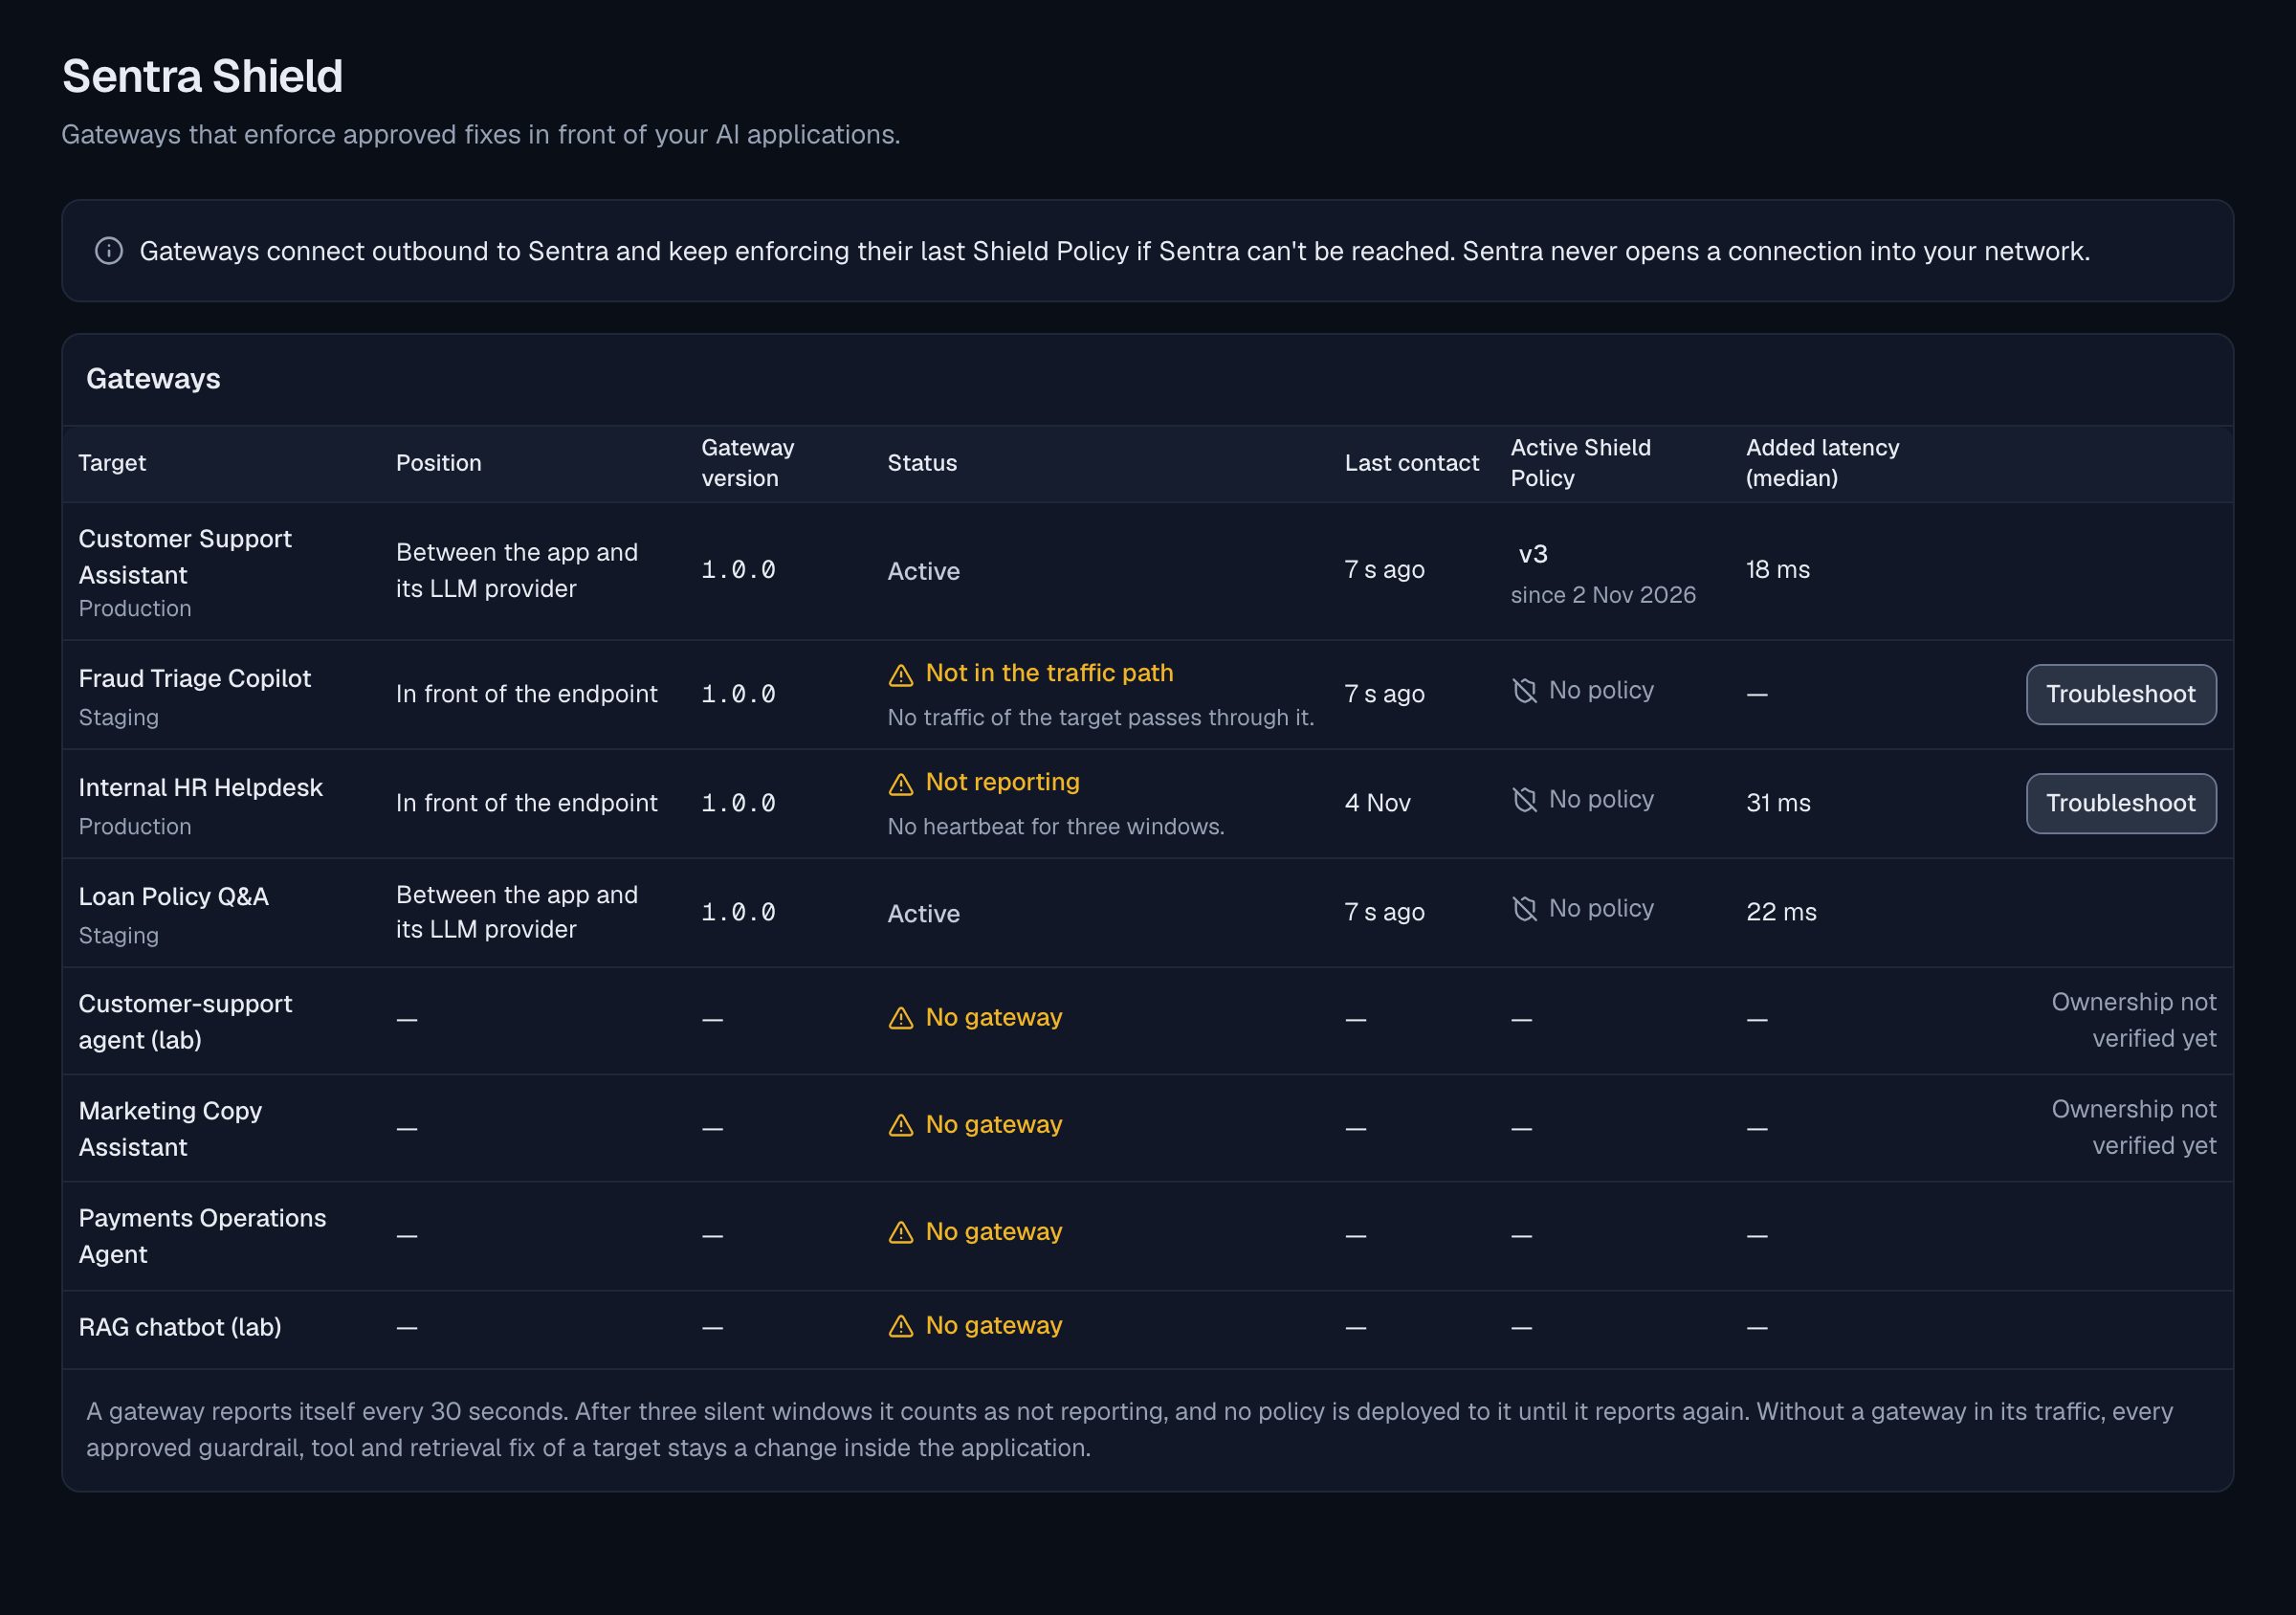 Sentra Shield
Gateways that enforce approved fixes in front of your AI applications.
Gateways connect outbound to Sentra and keep enforcing their last Shield Policy if Sentra can't be reached. Sentra never opens a connection into your network.
Gateways
Target
Position
Gateway
version
Status
Last contact
Active Shield
Policy
Added latency
(median)
Customer Support
Assistant
Production
Between the app and
its LLM provider
1.0.0
Active
7 s ago
v3
since 2 Nov 2026
18 ms
Fraud Triage Copilot
Staging
In front of the endpoint
1.0.0
Not in the traffic path
No traffic of the target passes through it.
7 s ago
No policy
—
Troubleshoot
Internal HR Helpdesk
Production
In front of the endpoint
1.0.0
Not reporting
No heartbeat for three windows.
4 Nov
No policy
31 ms
Troubleshoot
Loan Policy Q&A
Staging
Between the app and
its LLM provider
1.0.0
Active
7 s ago
No policy
22 ms
Customer-support
agent (lab)
—
—
No gateway
—
—
—
Ownership not
verified yet
Marketing Copy
Assistant
—
—
No gateway
—
—
—
Ownership not
verified yet
Payments Operations
Agent
—
—
No gateway
—
—
—
RAG chatbot (lab)
—
—
No gateway
—
—
—
A gateway reports itself every 30 seconds. After three silent windows it counts as not reporting, and no policy is deployed to it until it reports again. Without a gateway in its traffic, every
approved guardrail, tool and retrieval fix of a target stays a change inside the application.